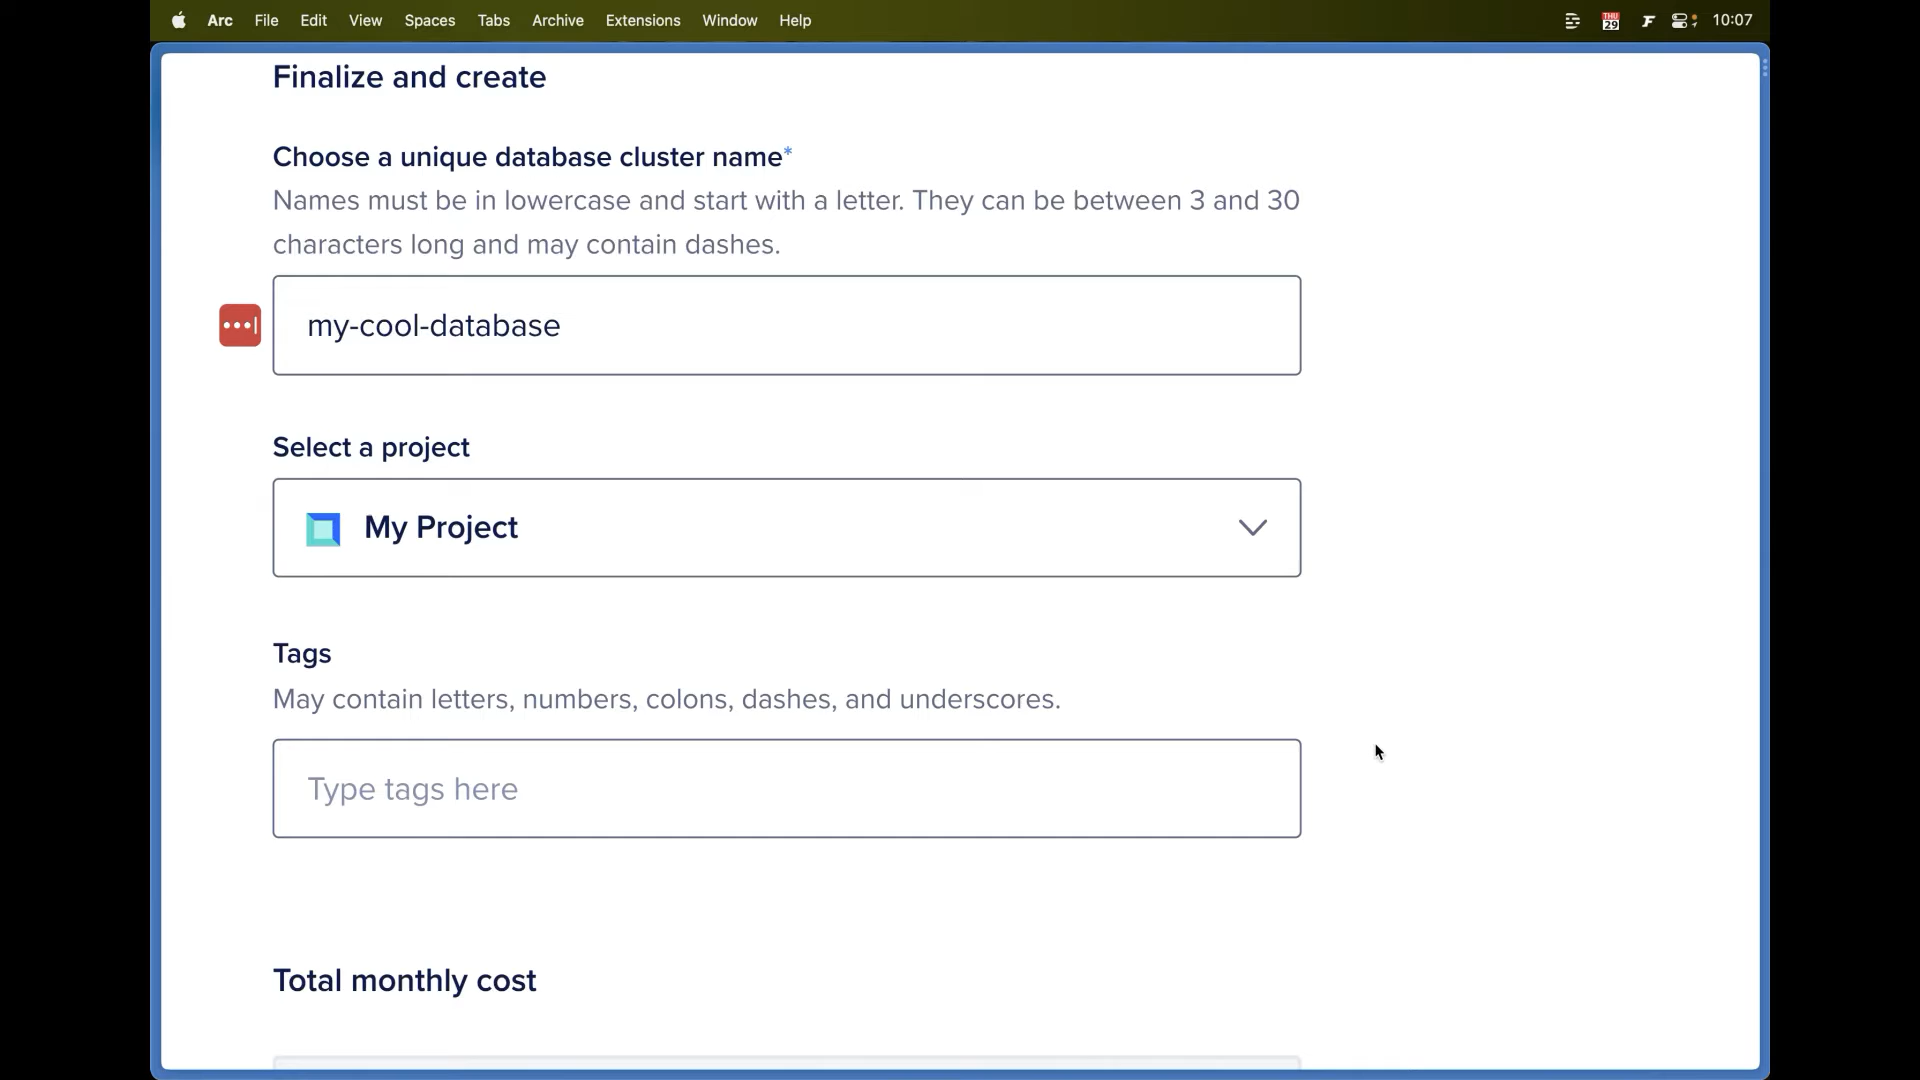 Arc File Edit View Spaces Tabs Archive Extensions Window Help THU 29 10:07
Finalize and create
Choose a unique database cluster name*
Names must be in lowercase and start with a letter. They can be between 3 and 30
characters long and may contain dashes.
my-cool-database
Select a project
My Project
Tags
May contain letters, numbers, colons, dashes, and underscores.
Type tags here
Total monthly cost